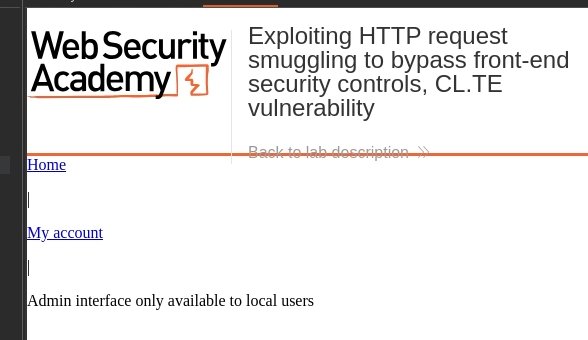 Web Security
Academy
Exploiting HTTP request
smuggling to bypass front-end
security controls, CL.TE
vulnerability
Back to lab description
Home
|
My account
|
Admin interface only available to local users